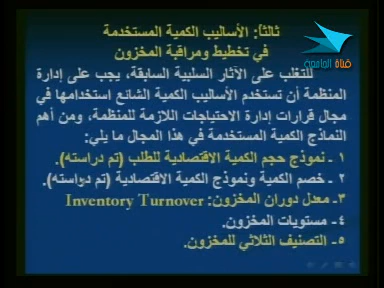 ثالثاً: الأساليب الكمية المستخدمة
في تخطيط ومراقبة المخزون
للتغلب على الآثار السلبية السابقة، يجب على إدارة
المنظمة أن تستخدم الأساليب الكمية الشائع استخدامها في
مجال قرارات إدارة الاحتياجات اللازمة للمنظمة، ومن أهم
النماذج الكمية المستخدمة في هذا المجال ما يلي:
١ - نموذج حجم الكمية الاقتصادية للطلب (تم دراسته).
٢ - خصم الكمية ونموذج الكمية الاقتصادية (تم دراسته).
٣- معدل دوران المخزون: Inventory Turnover
٤- مستويات المخزون.
٥- التصنيف الثلاثي للمخزون.
قناة الجامعة